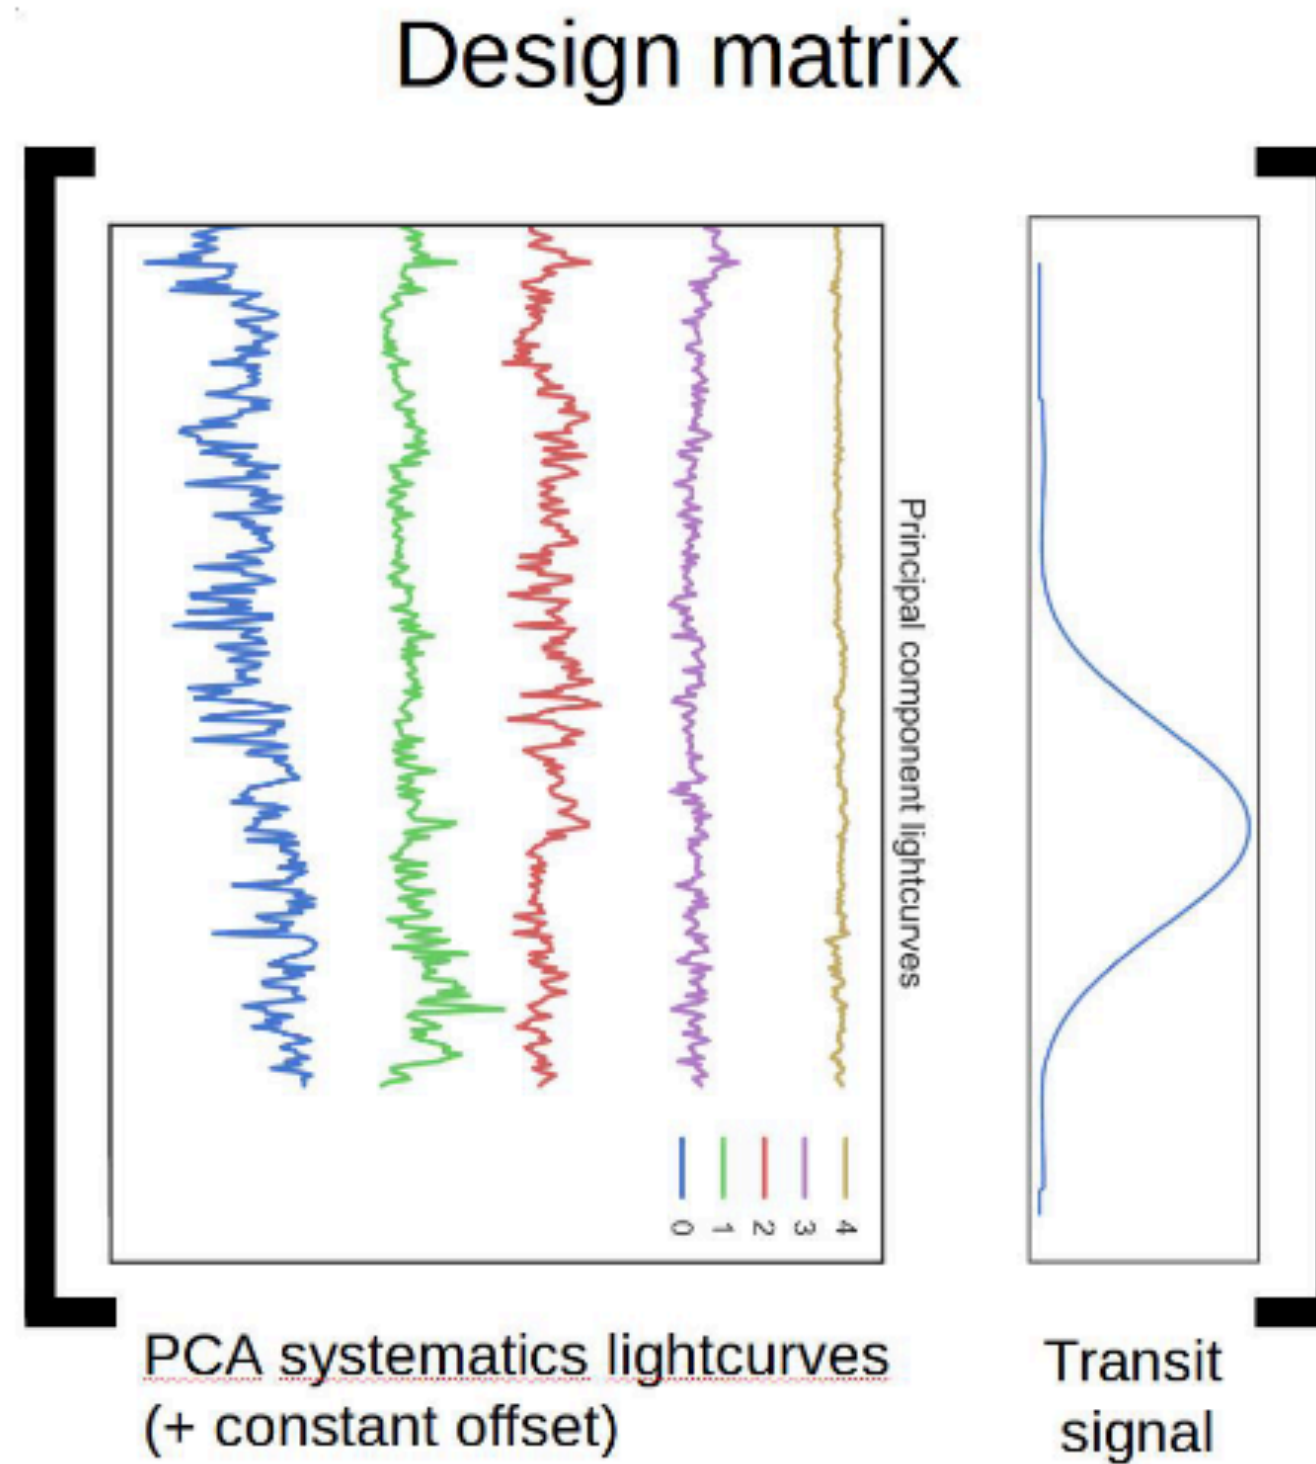 Design matrix
Principal component lightcurves
0
1
2
3
4
PCA systematics lightcurves
(+ constant offset)
Transit
signal